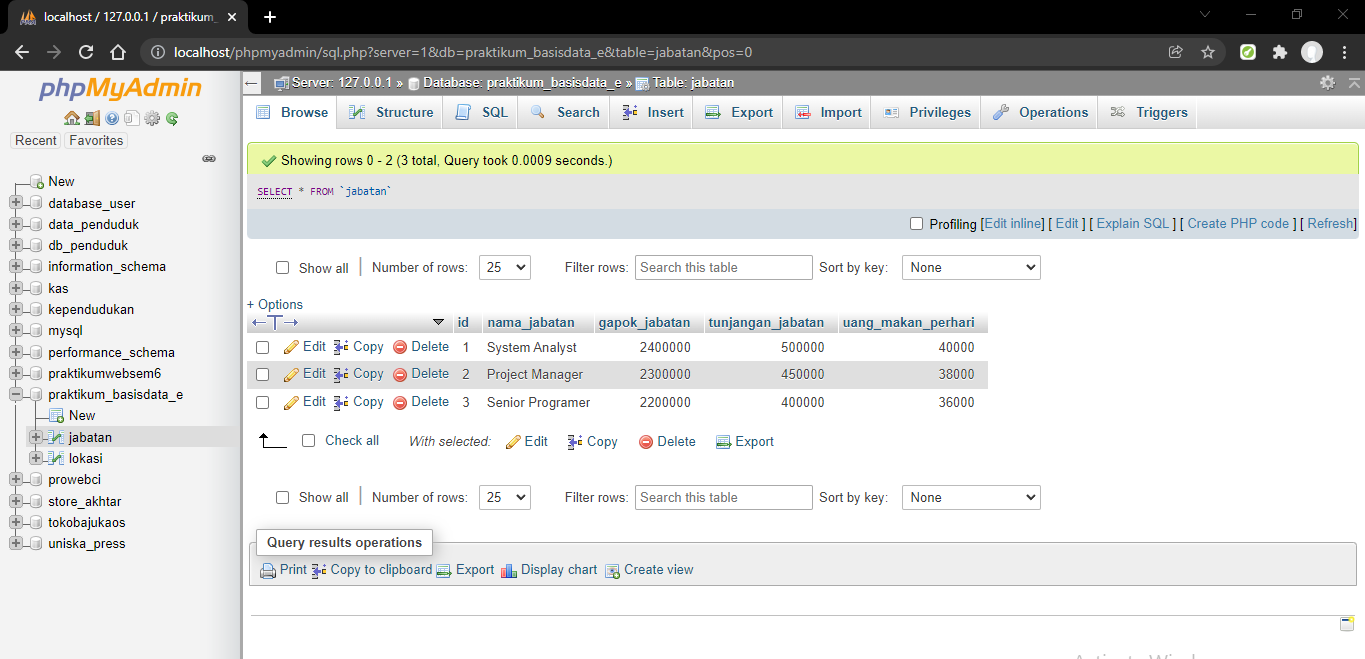 localhost / 127.0.0.1 / praktikum_
localhost/phpmyadmin/sql.php?server=1&db=praktikum_basisdata_e&table=jabatan&pos=0
phpMyAdmin
Recent Favorites
New
database_user
data_penduduk
db_penduduk
information_schema
kas
kependudukan
mysql
performance_schema
praktikumwebsem6
praktikum_basisdata_e
New
jabatan
lokasi
prowebci
store_akhtar
tokobajukaos
uniska_press
Server: 127.0.0.1 » Database: praktikum_basisdata_e » Table: jabatan
Browse Structure SQL Search Insert Export Import Privileges Operations Triggers
Showing rows 0 - 2 (3 total, Query took 0.0009 seconds.)
SELECT * FROM `jabatan`
Profiling [Edit inline] [ Edit ] [ Explain SQL ] [ Create PHP code ] [ Refresh]
Show all Number of rows: 25 Filter rows: Search this table Sort by key: None
+ Options
id nama_jabatan gapok_jabatan tunjangan_jabatan uang_makan_perhari
Edit Copy Delete 1 System Analyst 2400000 500000 40000
Edit Copy Delete 2 Project Manager 2300000 450000 38000
Edit Copy Delete 3 Senior Programer 2200000 400000 36000
Check all With selected: Edit Copy Delete Export
Show all Number of rows: 25 Filter rows: Search this table Sort by key: None
Query results operations
Print Copy to clipboard Export Display chart Create view